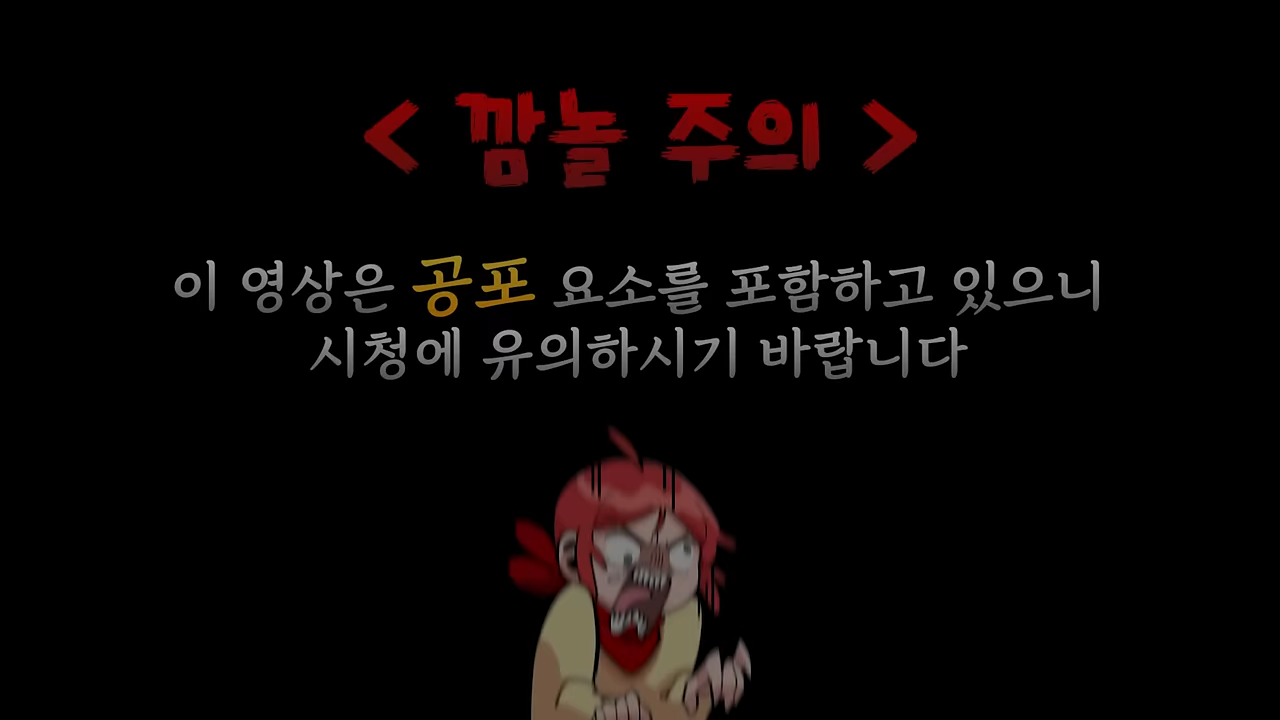 < 깜놀 주의 >
이 영상은 공포 요소를 포함하고 있으니
시청에 유의하시기 바랍니다